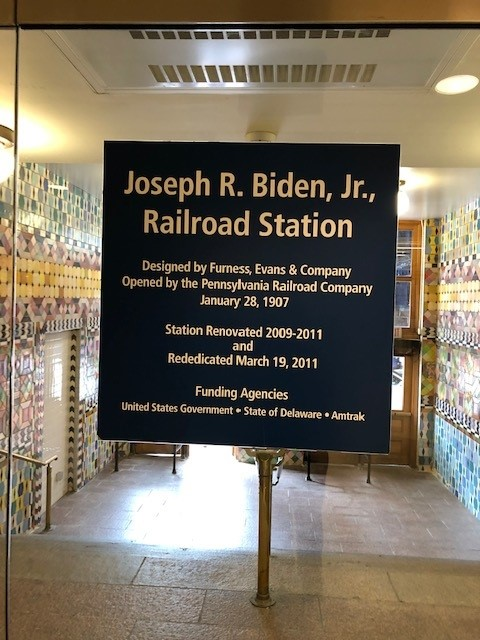 Joseph R. Biden, Jr.,
Railroad Station
Designed by Furness, Evans & Company
Opened by the Pennsylvania Railroad Company
January 28, 1907
Station Renovated 2009-2011
and
Rededicated March 19, 2011
Funding Agencies
United States Government • State of Delaware • Amtrak